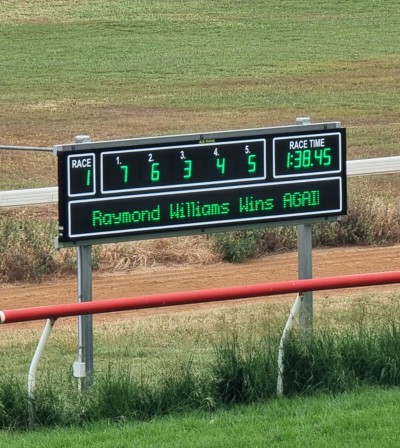 RACE 1. 2. 3. 4. 5. RACE TIME
1 7 6 3 4 5 1:38.45
Raymond Williams Wins